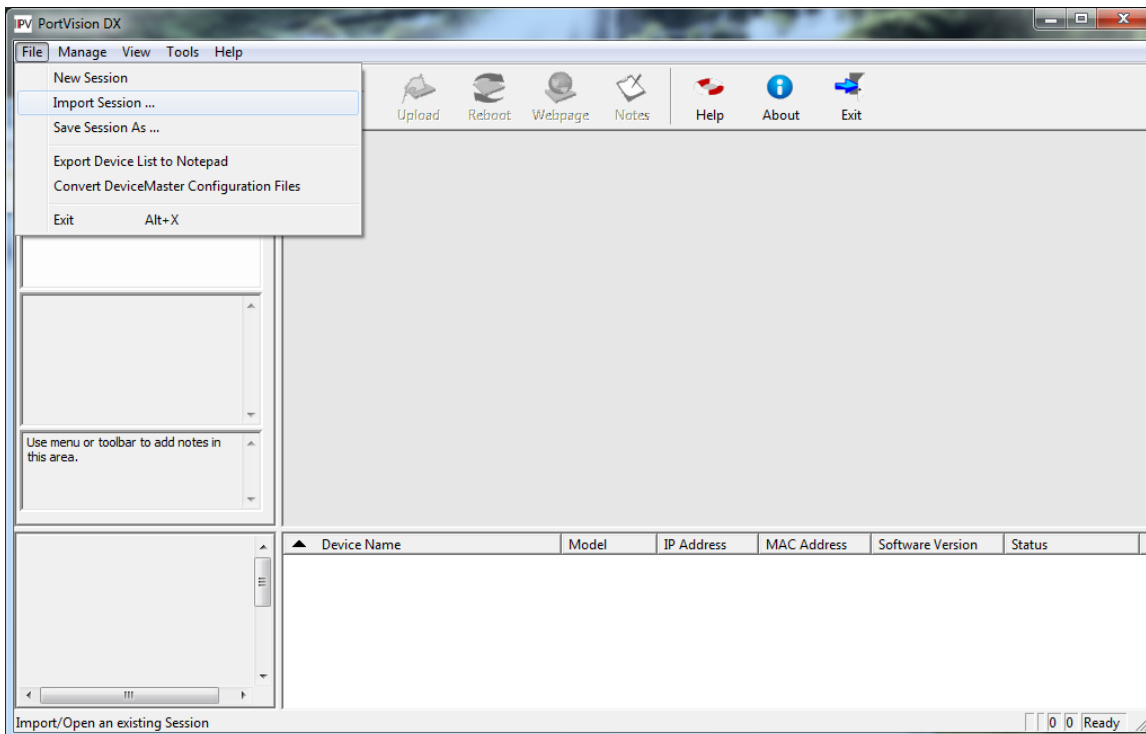 IPV PortVision DX
File Manage View Tools Help
New Session
Import Session ...
Save Session As ...
Export Device List to Notepad
Convert DeviceMaster Configuration Files
Exit Alt+X
Upload Reboot Webpage Notes Help About Exit
Use menu or toolbar to add notes in
this area.
Device Name Model IP Address MAC Address Software Version Status
Import/Open an existing Session 0 0 Ready